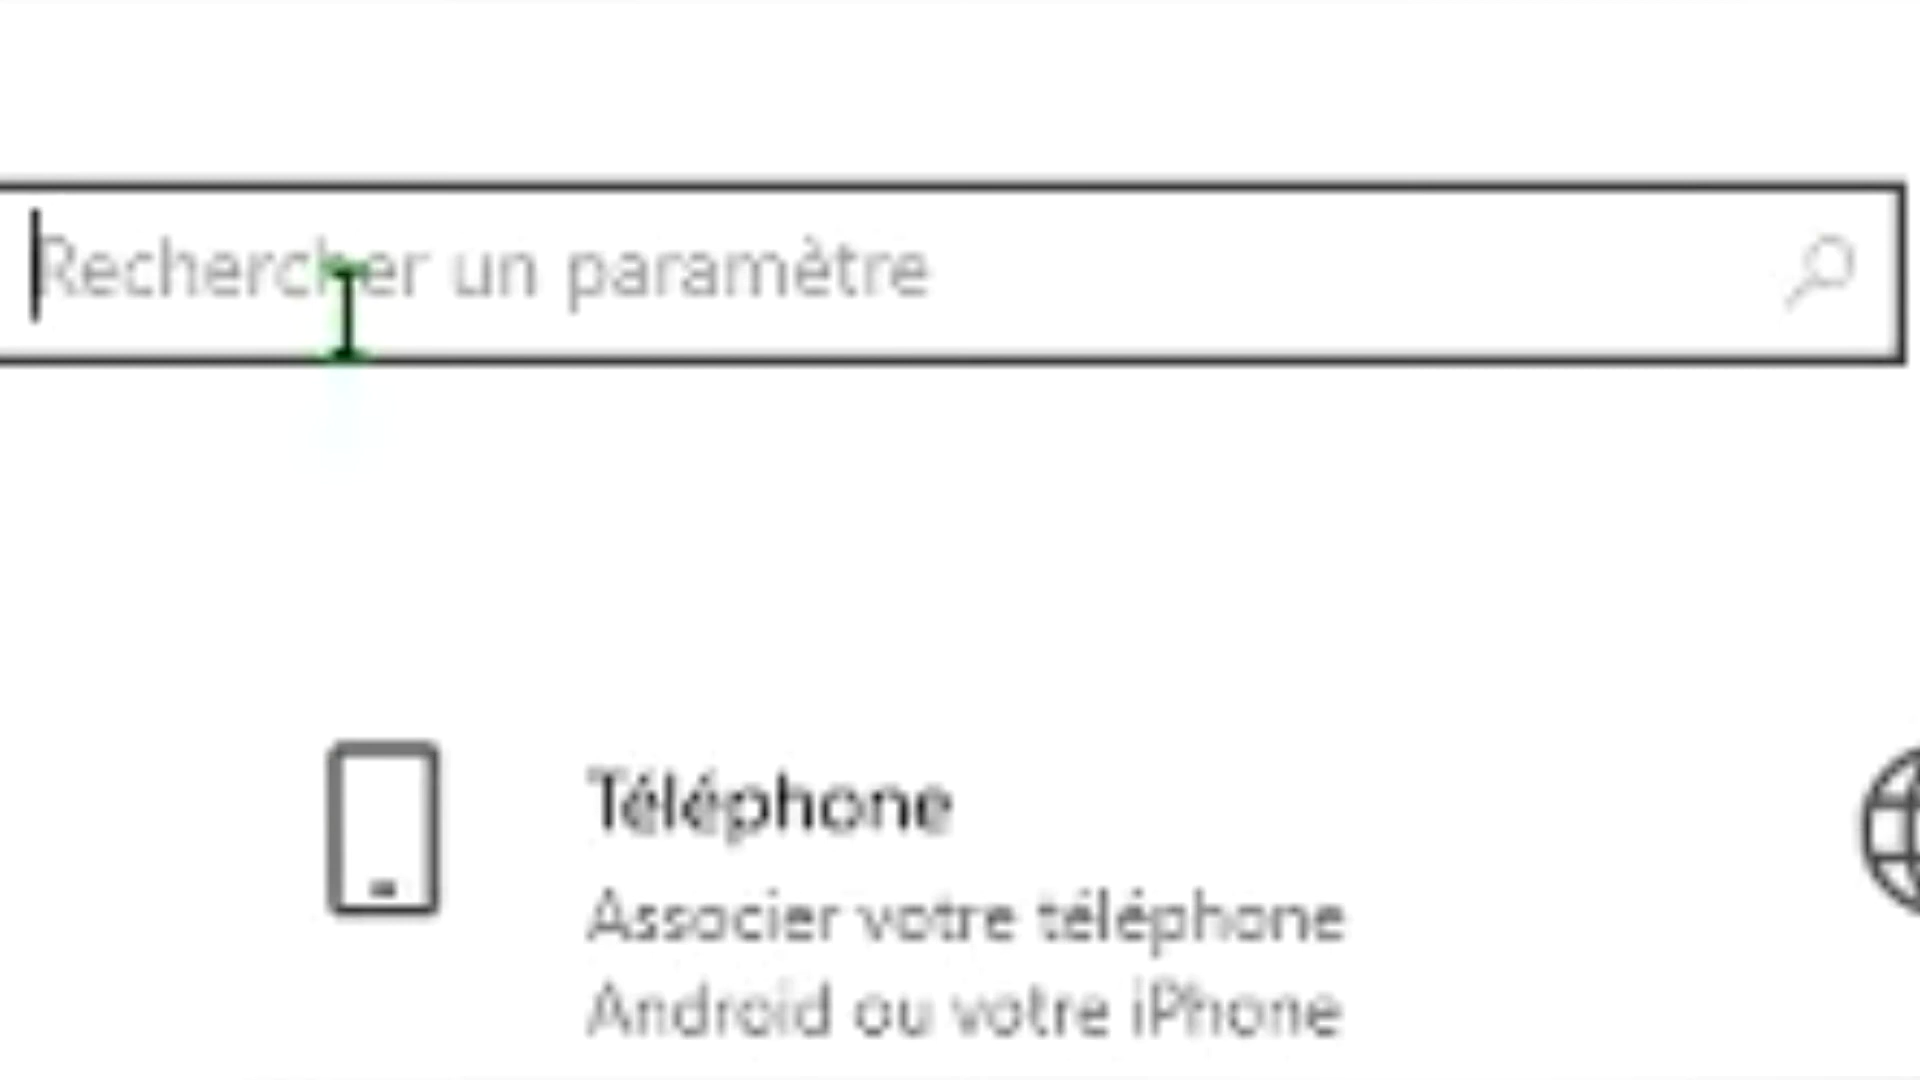 Rechercher un paramètre
Téléphone
Associer votre téléphone
Android ou votre iPhone